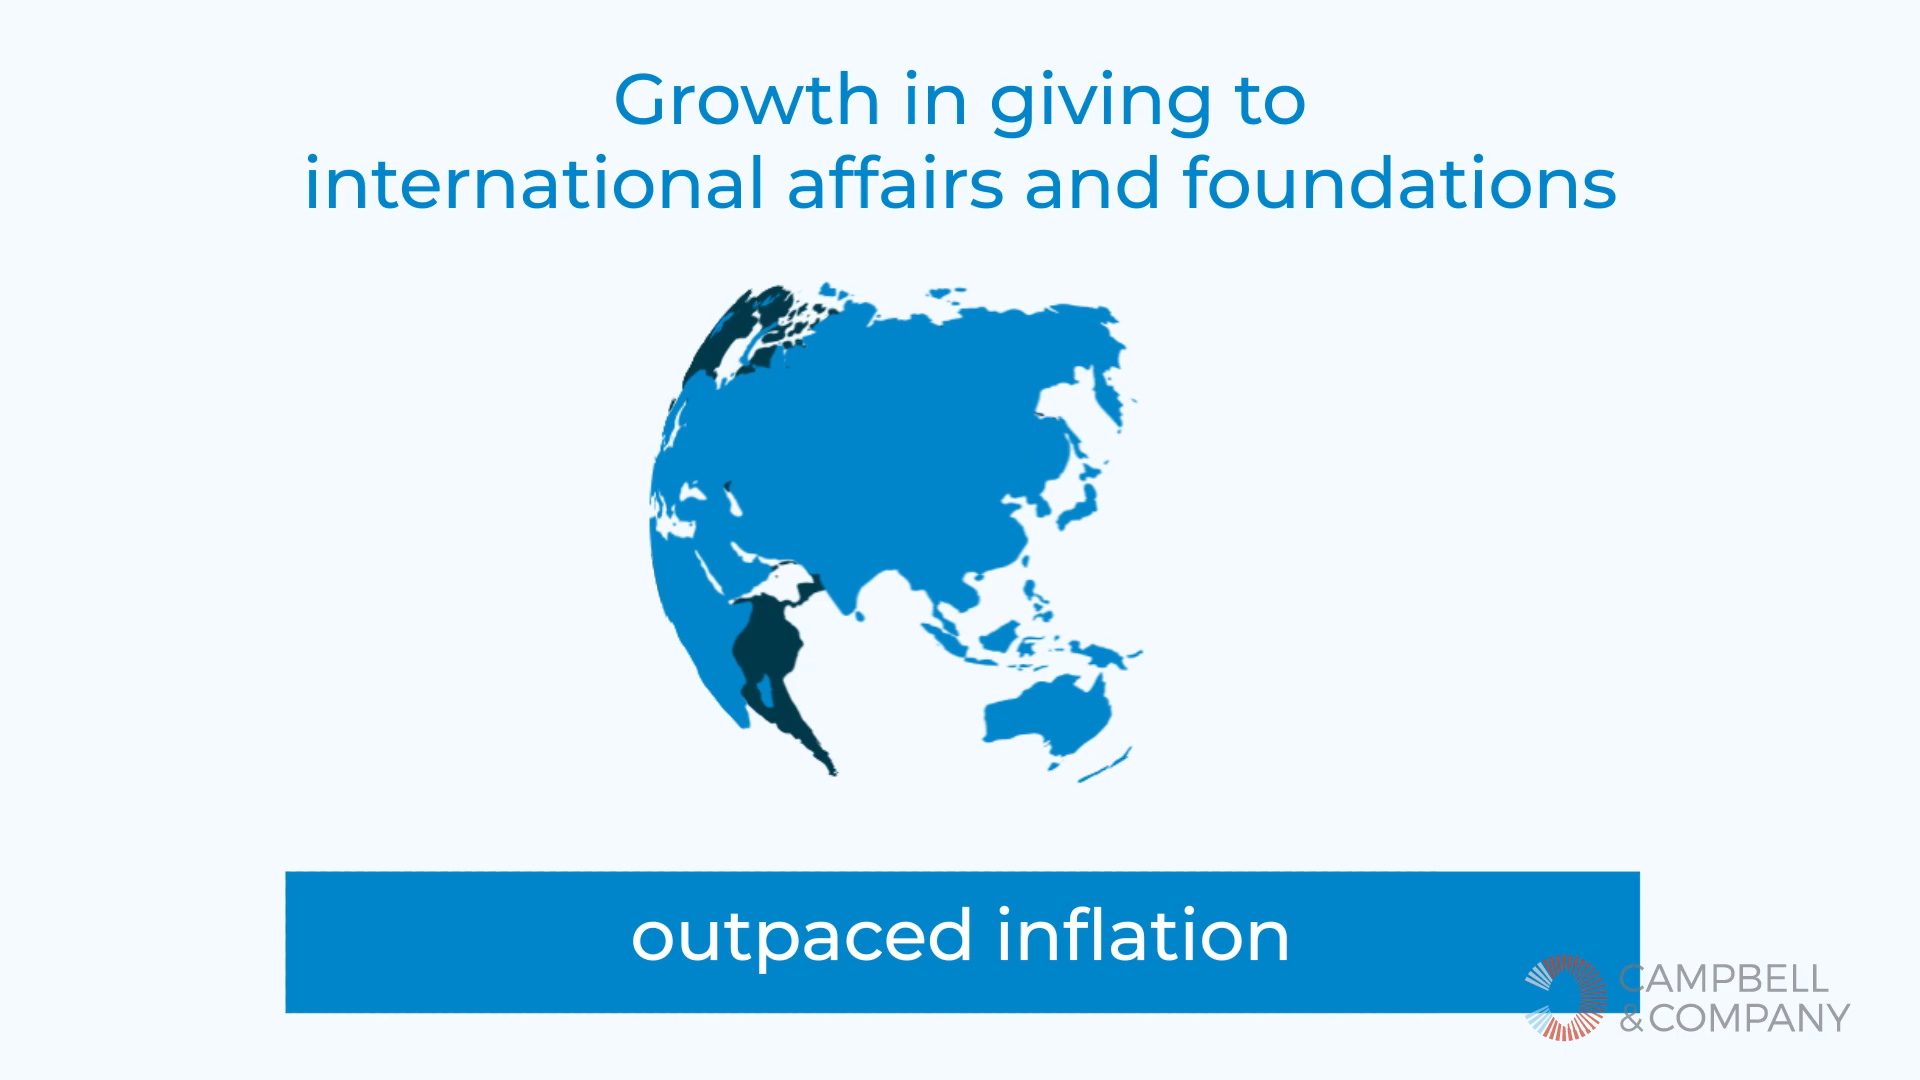 Growth in giving to
international affairs and foundations
outpaced inflation
CAMPBELL
&COMPANY